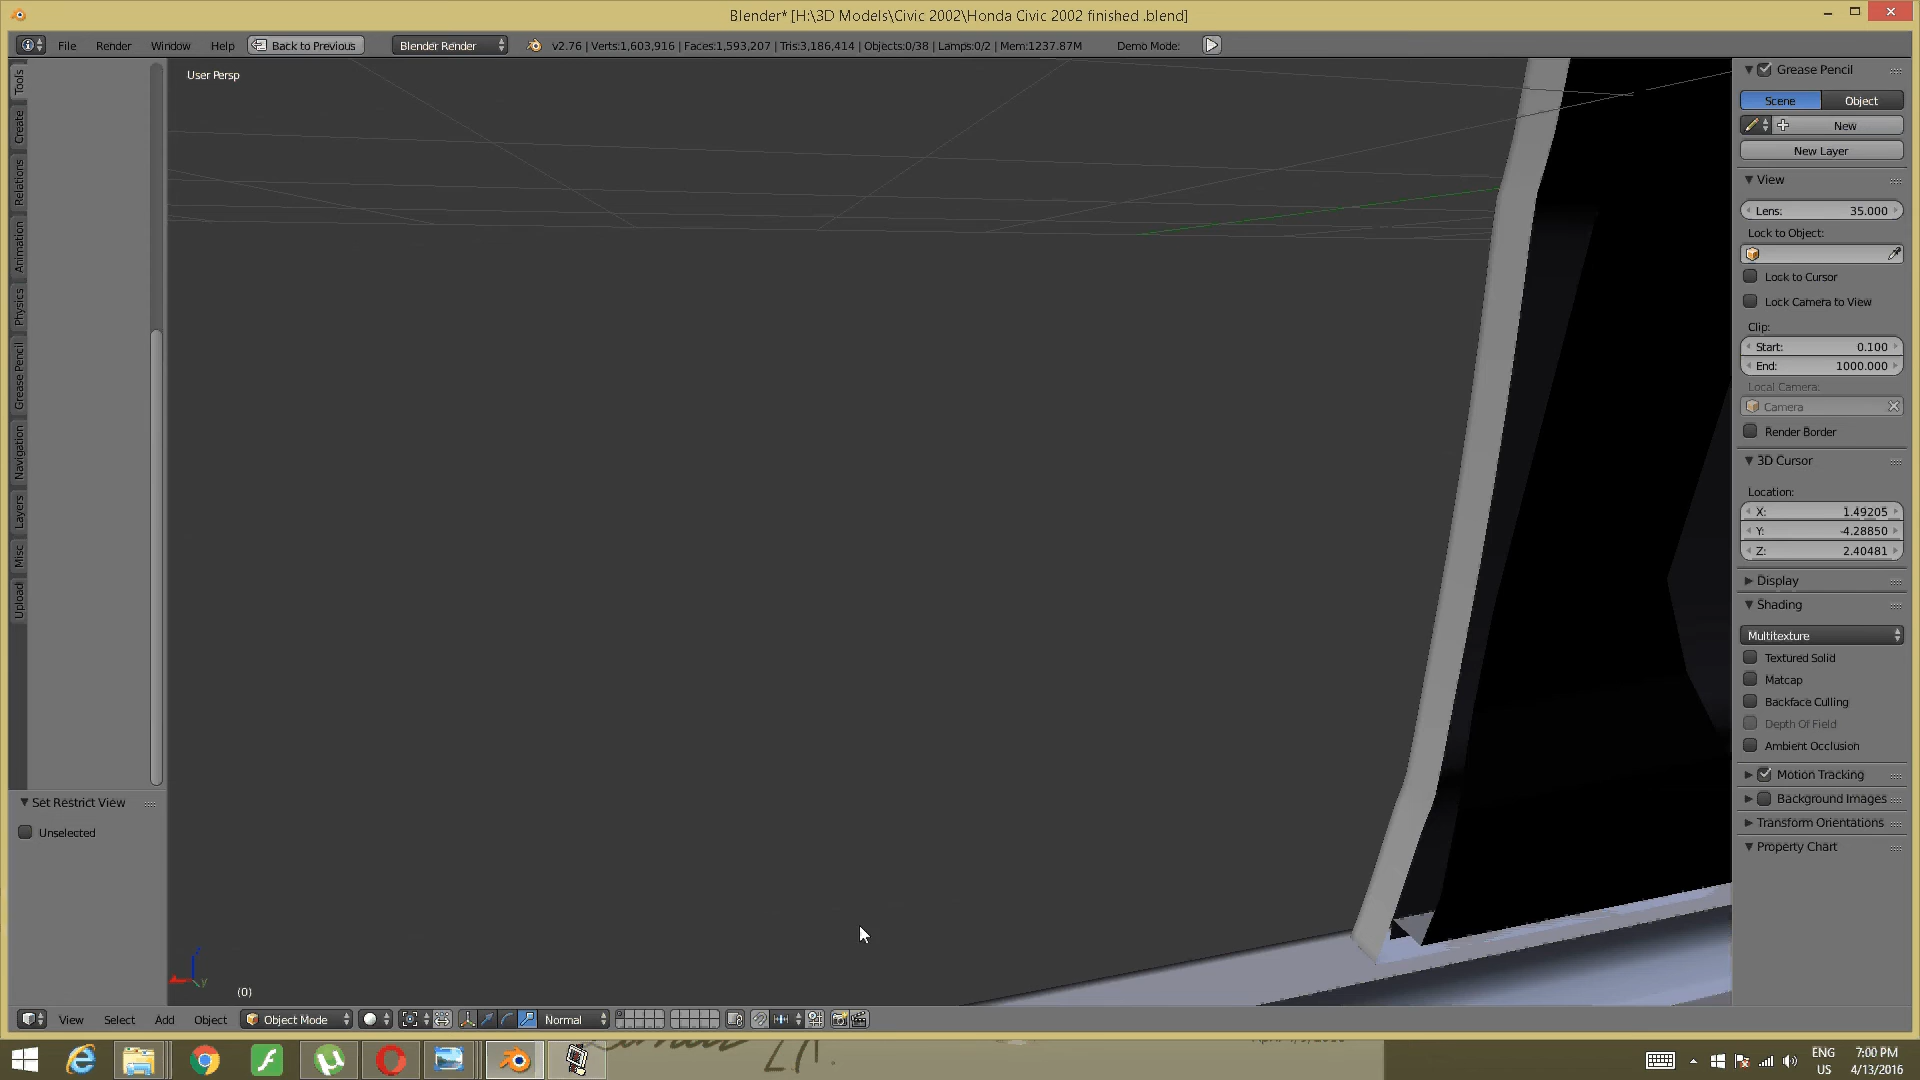 Blender* [H:\3D Models\Civic 2002\Honda Civic 2002 finished .blend]
File Render Window Help Back to Previous Blender Render v2.76 | Verts:1,603,916 | Faces:1,593,207 | Tris:3,186,414 | Objects:0/38 | Lamps:0/2 | Mem:1237.87M Demo Mode:
User Persp
Tools
Create
Relations
Animation
Physics
Grease Pencil
Navigation
Layers
Misc
Upload
Set Restrict View
Unselected
Grease Pencil
Scene Object
New
New Layer
View
Lens: 35.000
Lock to Object:
Lock to Cursor
Lock Camera to View
Clip:
Start: 0.100
End: 1000.000
Local Camera:
Camera
Render Border
3D Cursor
Location:
X: 1.49205
Y: -4.28850
Z: 2.40481
Display
Shading
Multitexture
Textured Solid
Matcap
Backface Culling
Depth Of Field
Ambient Occlusion
Motion Tracking
Background Images
Transform Orientations
Property Chart
y
(0)
View Select Add Object Object Mode Normal
ENG
US
7:00 PM
4/13/2016